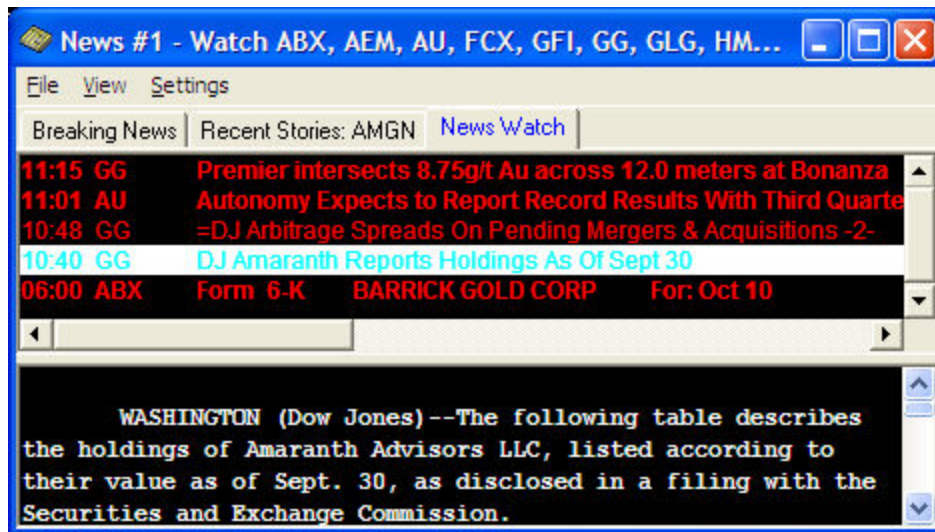 News #1 - Watch ABX, AEM, AU, FCX, GFI, GG, GLG, HM...
File View Settings
Breaking News Recent Stories: AMGN News Watch
11:15 GG Premier intersects 8.75g/t Au across 12.0 meters at Bonanza
11:01 AU Autonomy Expects to Report Record Results With Third Quarte
10:48 GG =DJ Arbitrage Spreads On Pending Mergers & Acquisitions -2-
10:40 GG DJ Amaranth Reports Holdings As Of Sept 30
06:00 ABX Form 6-K BARRICK GOLD CORP For: Oct 10
WASHINGTON (Dow Jones)--The following table describes
the holdings of Amaranth Advisors LLC, listed according to
their value as of Sept. 30, as disclosed in a filing with the
Securities and Exchange Commission.